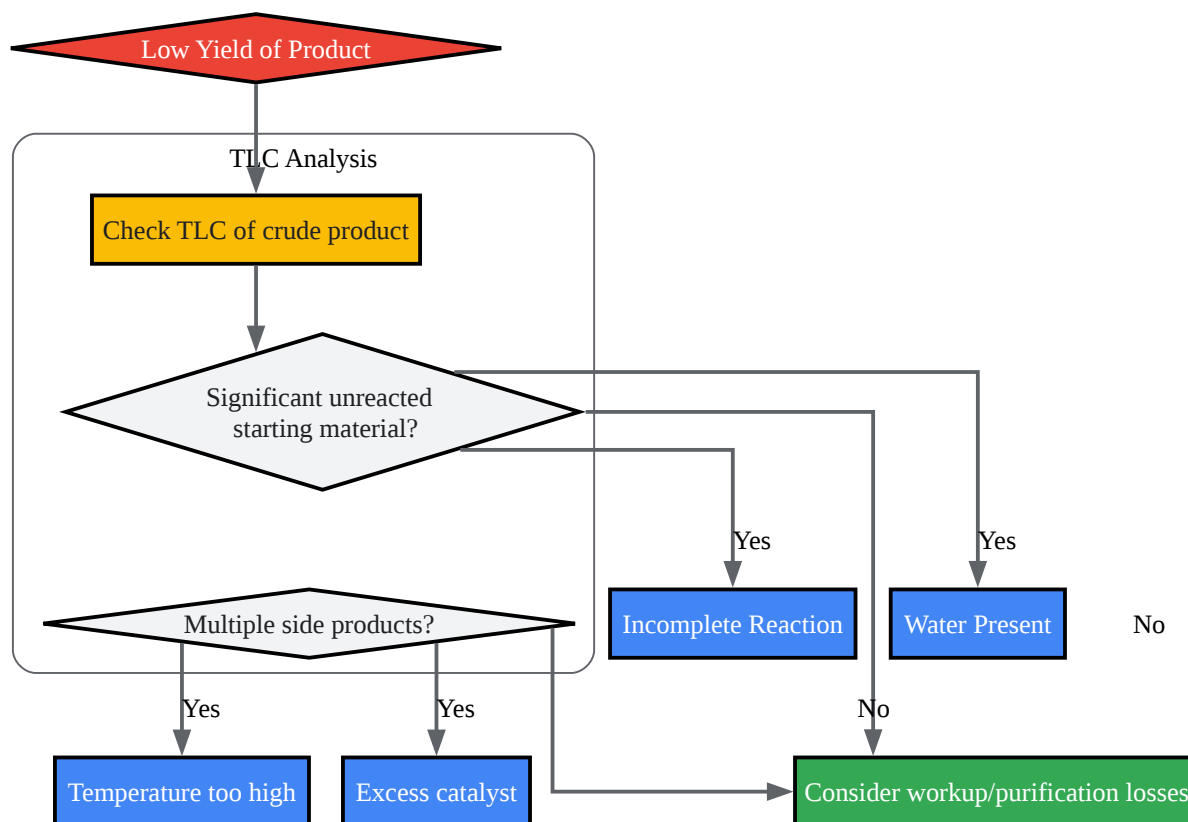 Low Yield of Product
TLC Analysis
Check TLC of crude product
Significant unreacted
starting material?
Yes
Yes
Incomplete Reaction
Water Present
No
Multiple side products?
Yes
Yes
No
Temperature too high
Excess catalyst
Consider workup/purification losses